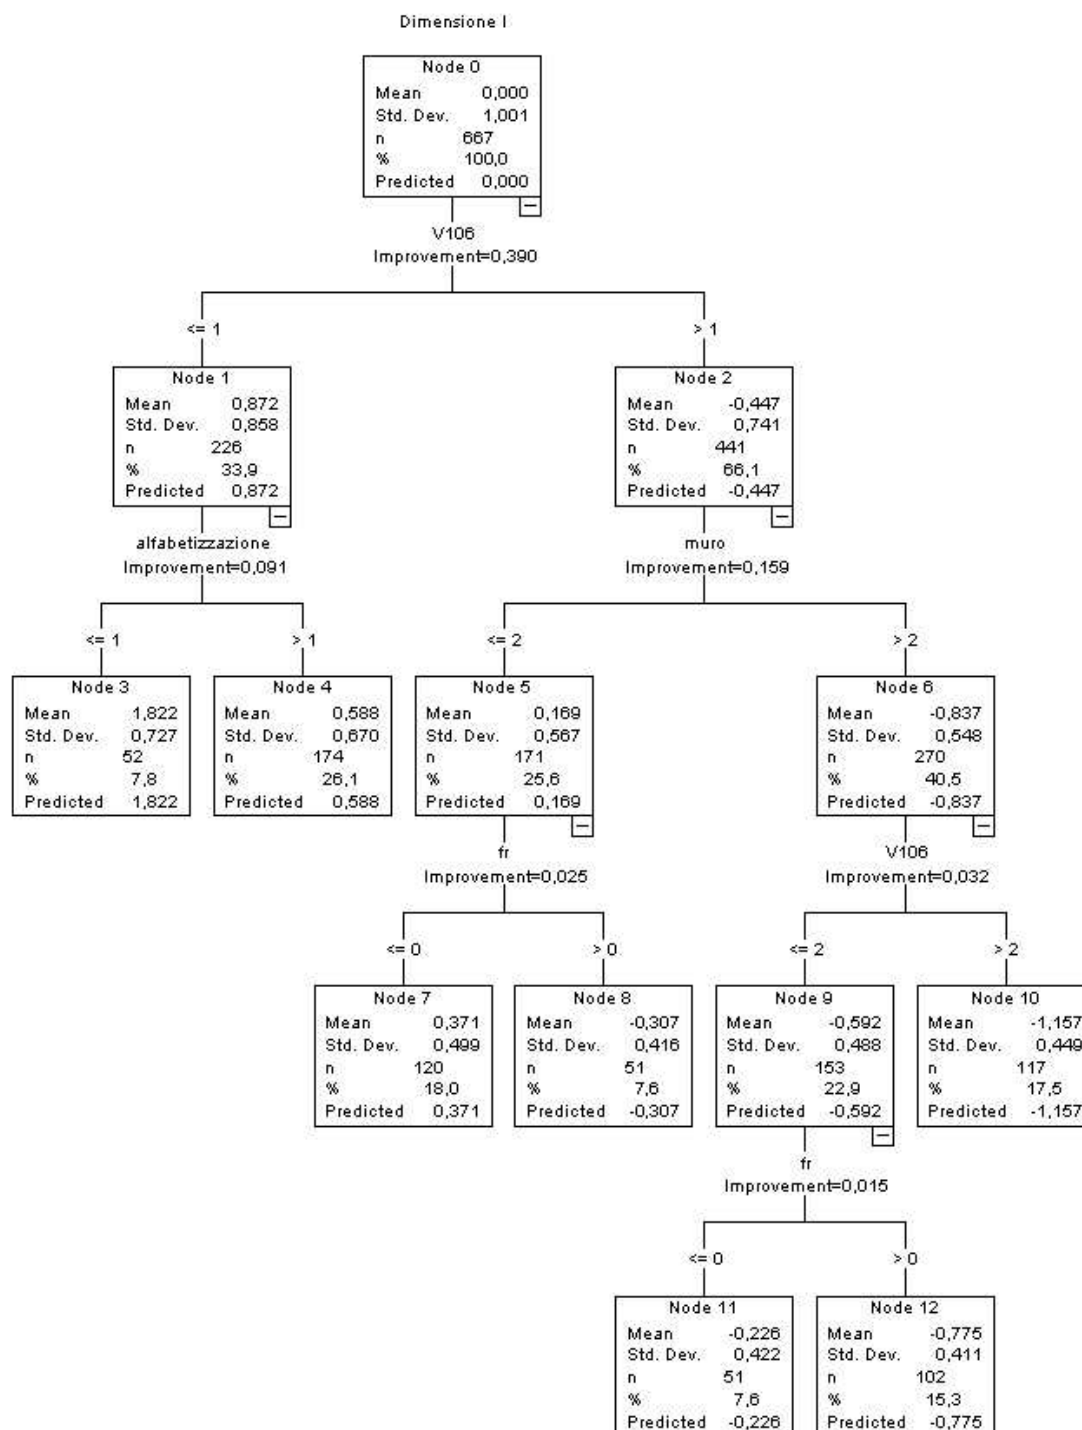 Dimensione I
Node 0
Mean 0,000
Std. Dev. 1,001
n 667
% 100,0
Predicted 0,000
V106
Improvement=0,390
<= 1
> 1
Node 1
Mean 0,872
Std. Dev. 0,858
n 226
% 33,9
Predicted 0,872
Node 2
Mean -0,447
Std. Dev. 0,741
n 441
% 66,1
Predicted -0,447
alfabetizzazione
Improvement=0,091
muro
Improvement=0,159
<= 1
> 1
<= 2
> 2
Node 3
Mean 1,822
Std. Dev. 0,727
n 52
% 7,8
Predicted 1,822
Node 4
Mean 0,588
Std. Dev. 0,670
n 174
% 26,1
Predicted 0,588
Node 5
Mean 0,169
Std. Dev. 0,567
n 171
% 25,6
Predicted 0,169
Node 6
Mean -0,837
Std. Dev. 0,548
n 270
% 40,5
Predicted -0,837
fr
Improvement=0,025
V106
Improvement=0,032
<= 0
> 0
<= 2
> 2
Node 7
Mean 0,371
Std. Dev. 0,499
n 120
% 18,0
Predicted 0,371
Node 8
Mean -0,307
Std. Dev. 0,416
n 51
% 7,6
Predicted -0,307
Node 9
Mean -0,592
Std. Dev. 0,488
n 153
% 22,9
Predicted -0,592
Node 10
Mean -1,157
Std. Dev. 0,449
n 117
% 17,5
Predicted -1,157
fr
Improvement=0,015
<= 0
> 0
Node 11
Mean -0,226
Std. Dev. 0,422
n 51
% 7,6
Predicted -0,226
Node 12
Mean -0,775
Std. Dev. 0,411
n 102
% 15,3
Predicted -0,775